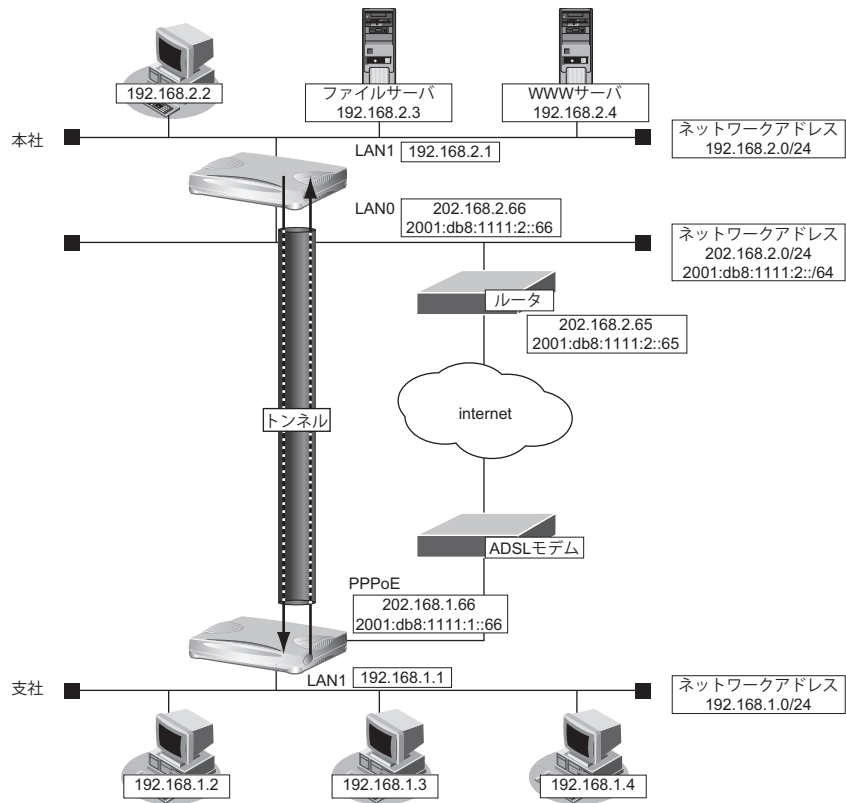 192.168.2.2
ファイルサーバ
192.168.2.3
WWWサーバ
192.168.2.4
本社
ネットワークアドレス
192.168.2.0/24
LAN1
192.168.2.1
LAN0
202.168.2.66
2001:db8:1111:2::66
ネットワークアドレス
202.168.2.0/24
2001:db8:1111:2::/64
ルータ
202.168.2.65
2001:db8:1111:2::65
トンネル
internet
ADSLモデム
PPPoE
202.168.1.66
2001:db8:1111:1::66
支社
LAN1
192.168.1.1
ネットワークアドレス
192.168.1.0/24
192.168.1.2
192.168.1.3
192.168.1.4